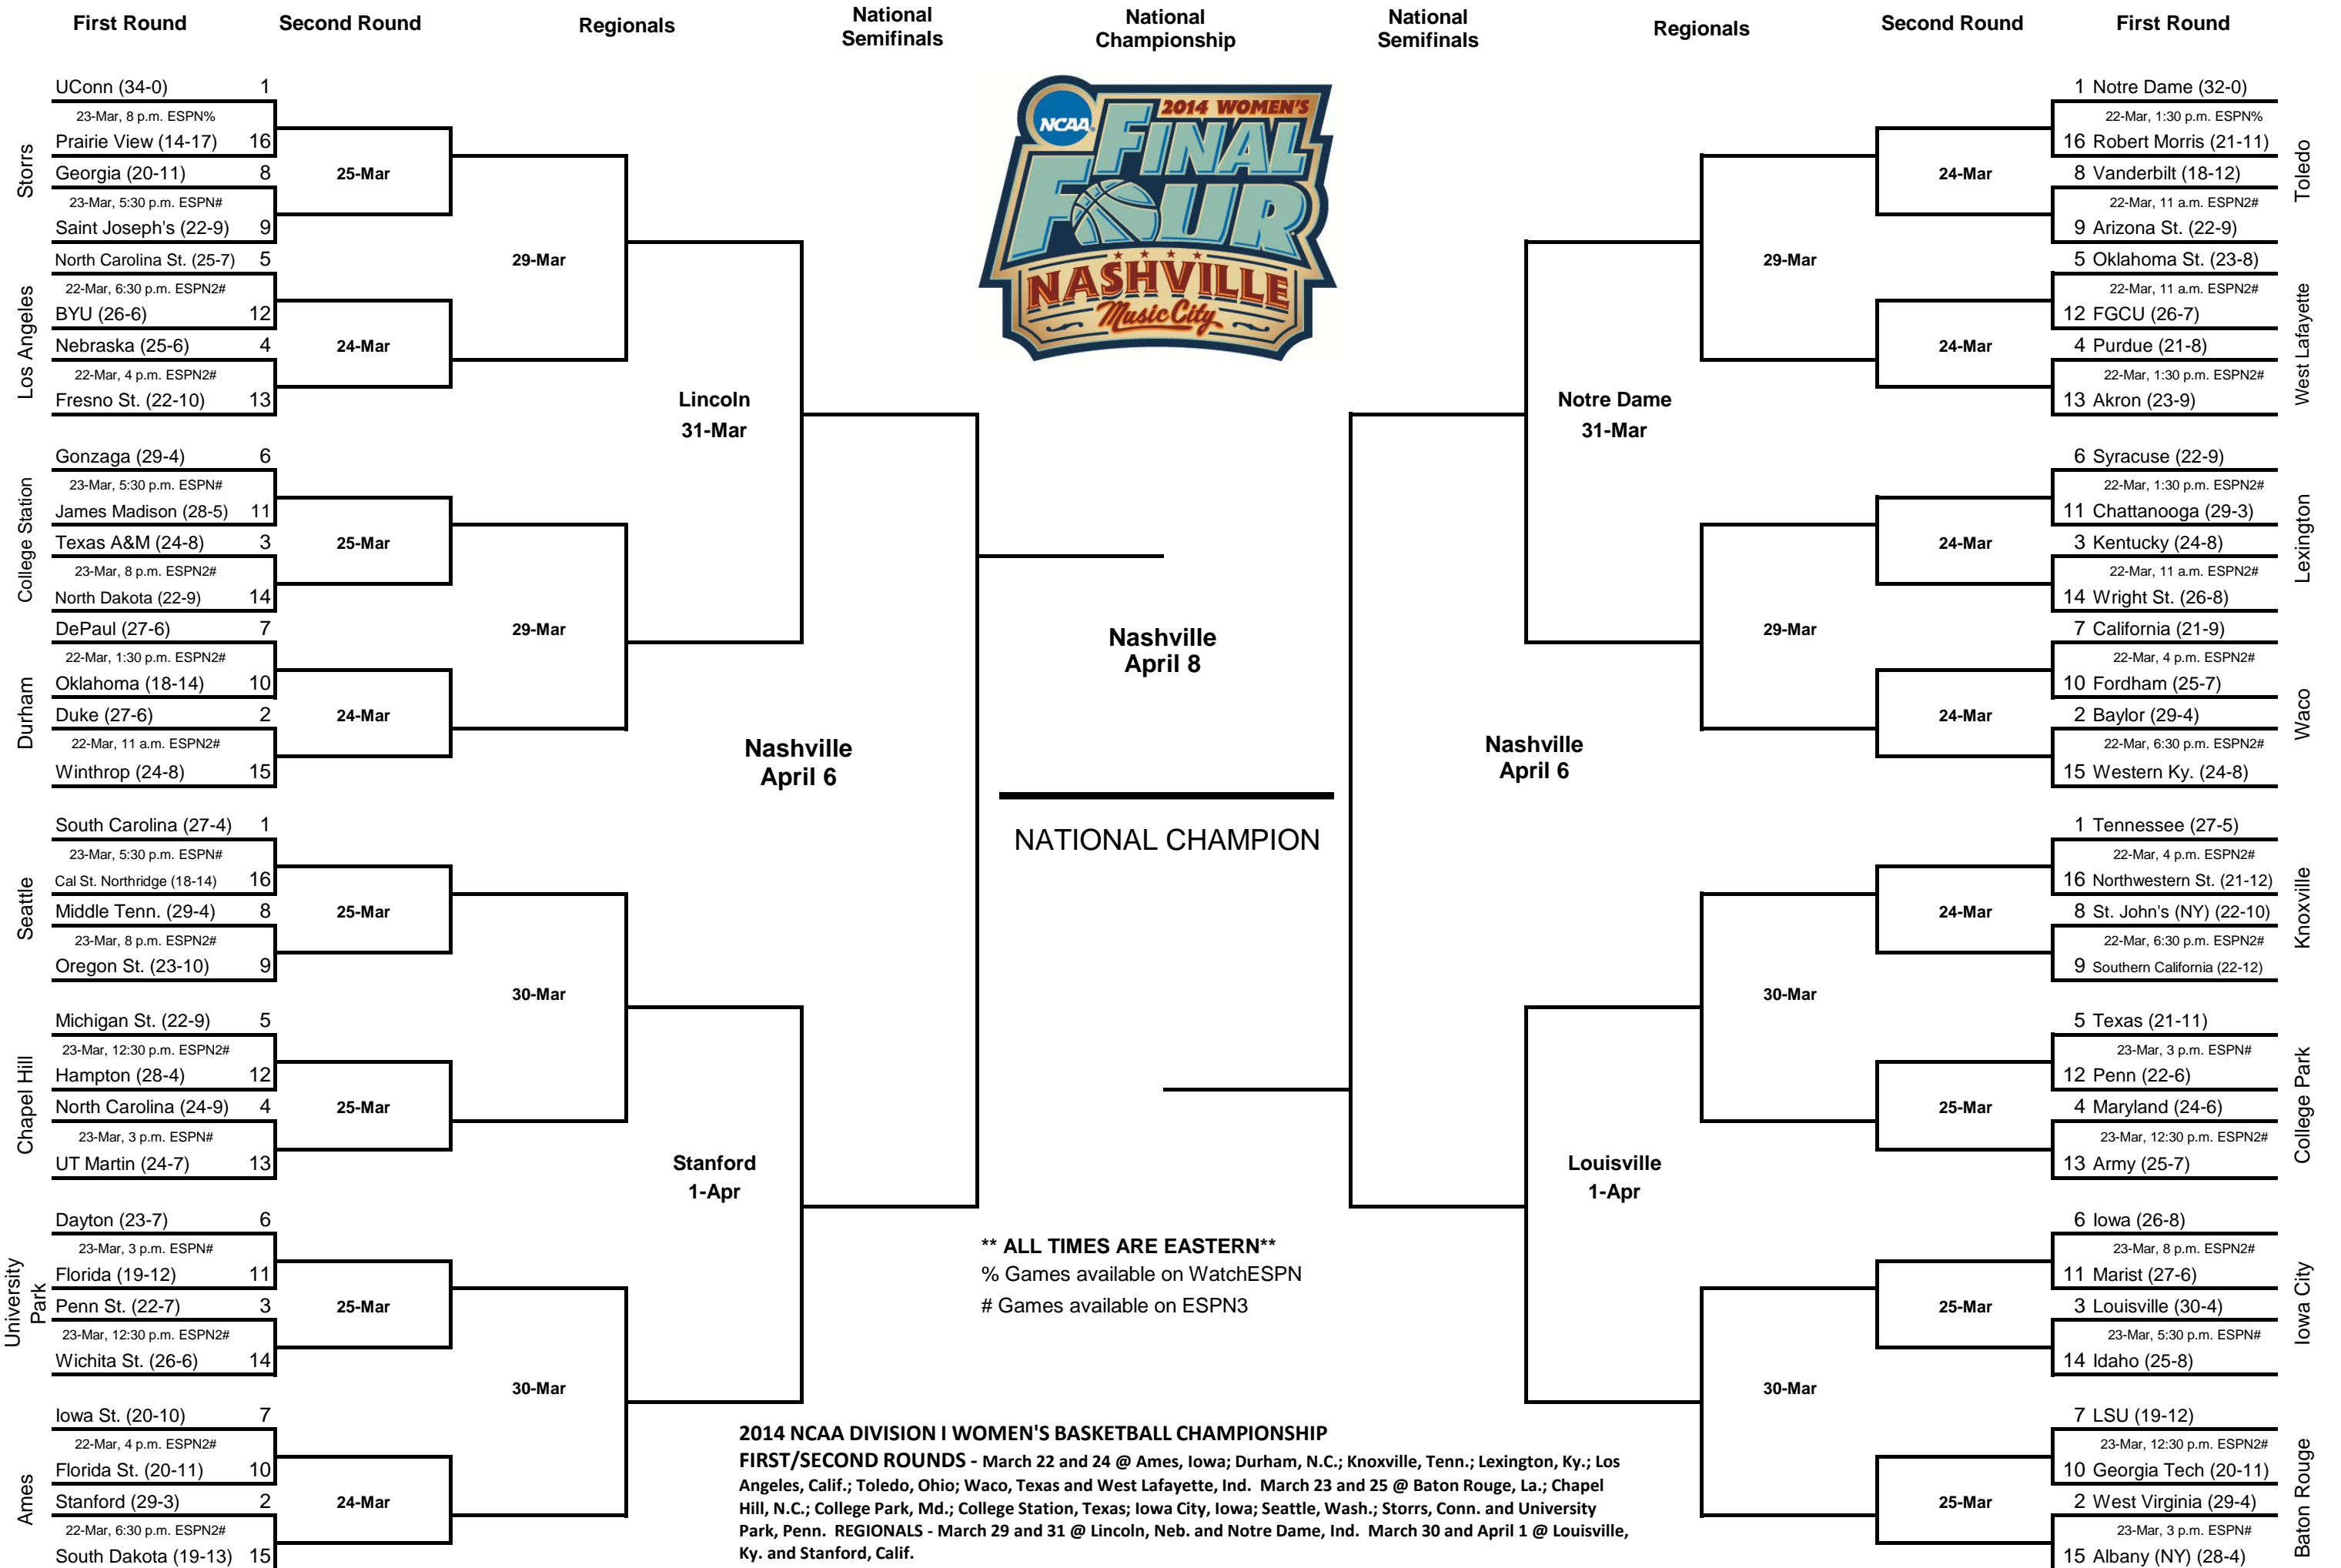 First Round
Second Round
Regionals
National
Semifinals
National
Championship
National
Semifinals
Regionals
Second Round
First Round
Storrs
UConn (34-0) 1
23-Mar, 8 p.m. ESPN%
Prairie View (14-17) 16
Georgia (20-11) 8
23-Mar, 5:30 p.m. ESPN#
Saint Joseph's (22-9) 9
25-Mar
Los Angeles
North Carolina St. (25-7) 5
22-Mar, 6:30 p.m. ESPN2#
BYU (26-6) 12
Nebraska (25-6) 4
22-Mar, 4 p.m. ESPN2#
Fresno St. (22-10) 13
24-Mar
29-Mar
College Station
Gonzaga (29-4) 6
23-Mar, 5:30 p.m. ESPN#
James Madison (28-5) 11
Texas A&M (24-8) 3
23-Mar, 8 p.m. ESPN2#
North Dakota (22-9) 14
25-Mar
Durham
DePaul (27-6) 7
22-Mar, 1:30 p.m. ESPN2#
Oklahoma (18-14) 10
Duke (27-6) 2
22-Mar, 11 a.m. ESPN2#
Winthrop (24-8) 15
24-Mar
29-Mar
Lincoln
31-Mar
Seattle
South Carolina (27-4) 1
23-Mar, 5:30 p.m. ESPN#
Cal St. Northridge (18-14) 16
Middle Tenn. (29-4) 8
23-Mar, 8 p.m. ESPN2#
Oregon St. (23-10) 9
25-Mar
Chapel Hill
Michigan St. (22-9) 5
23-Mar, 12:30 p.m. ESPN2#
Hampton (28-4) 12
North Carolina (24-9) 4
23-Mar, 3 p.m. ESPN#
UT Martin (24-7) 13
25-Mar
30-Mar
University
Park
Dayton (23-7) 6
23-Mar, 3 p.m. ESPN#
Florida (19-12) 11
Penn St. (22-7) 3
23-Mar, 12:30 p.m. ESPN2#
Wichita St. (26-6) 14
25-Mar
Ames
Iowa St. (20-10) 7
22-Mar, 4 p.m. ESPN2#
Florida St. (20-11) 10
Stanford (29-3) 2
22-Mar, 6:30 p.m. ESPN2#
South Dakota (19-13) 15
24-Mar
30-Mar
Stanford
1-Apr
Nashville
April 6
NCAA
2014 WOMEN'S
FINAL
FOUR
NASHVILLE
Music City
Nashville
April 8
NATIONAL CHAMPION
Nashville
April 6
Toledo
1 Notre Dame (32-0)
22-Mar, 1:30 p.m. ESPN%
16 Robert Morris (21-11)
8 Vanderbilt (18-12)
22-Mar, 11 a.m. ESPN2#
9 Arizona St. (22-9)
24-Mar
West Lafayette
5 Oklahoma St. (23-8)
22-Mar, 11 a.m. ESPN2#
12 FGCU (26-7)
4 Purdue (21-8)
22-Mar, 1:30 p.m. ESPN2#
13 Akron (23-9)
24-Mar
29-Mar
Lexington
6 Syracuse (22-9)
22-Mar, 1:30 p.m. ESPN2#
11 Chattanooga (29-3)
3 Kentucky (24-8)
22-Mar, 11 a.m. ESPN2#
14 Wright St. (26-8)
24-Mar
Waco
7 California (21-9)
22-Mar, 4 p.m. ESPN2#
10 Fordham (25-7)
2 Baylor (29-4)
22-Mar, 6:30 p.m. ESPN2#
15 Western Ky. (24-8)
24-Mar
29-Mar
Notre Dame
31-Mar
Knoxville
1 Tennessee (27-5)
22-Mar, 4 p.m. ESPN2#
16 Northwestern St. (21-12)
8 St. John's (NY) (22-10)
22-Mar, 6:30 p.m. ESPN2#
9 Southern California (22-12)
24-Mar
College Park
5 Texas (21-11)
23-Mar, 3 p.m. ESPN#
12 Penn (22-6)
4 Maryland (24-6)
23-Mar, 12:30 p.m. ESPN2#
13 Army (25-7)
25-Mar
30-Mar
Iowa City
6 Iowa (26-8)
23-Mar, 8 p.m. ESPN2#
11 Marist (27-6)
3 Louisville (30-4)
23-Mar, 5:30 p.m. ESPN#
14 Idaho (25-8)
25-Mar
Baton Rouge
7 LSU (19-12)
23-Mar, 12:30 p.m. ESPN2#
10 Georgia Tech (20-11)
2 West Virginia (29-4)
23-Mar, 3 p.m. ESPN#
15 Albany (NY) (28-4)
25-Mar
30-Mar
Louisville
1-Apr
** ALL TIMES ARE EASTERN**
% Games available on WatchESPN
# Games available on ESPN3
2014 NCAA DIVISION I WOMEN'S BASKETBALL CHAMPIONSHIP
FIRST/SECOND ROUNDS - March 22 and 24 @ Ames, Iowa; Durham, N.C.; Knoxville, Tenn.; Lexington, Ky.; Los
Angeles, Calif.; Toledo, Ohio; Waco, Texas and West Lafayette, Ind. March 23 and 25 @ Baton Rouge, La.; Chapel
Hill, N.C.; College Park, Md.; College Station, Texas; Iowa City, Iowa; Seattle, Wash.; Storrs, Conn. and University
Park, Penn. REGIONALS - March 29 and 31 @ Lincoln, Neb. and Notre Dame, Ind. March 30 and April 1 @ Louisville,
Ky. and Stanford, Calif.